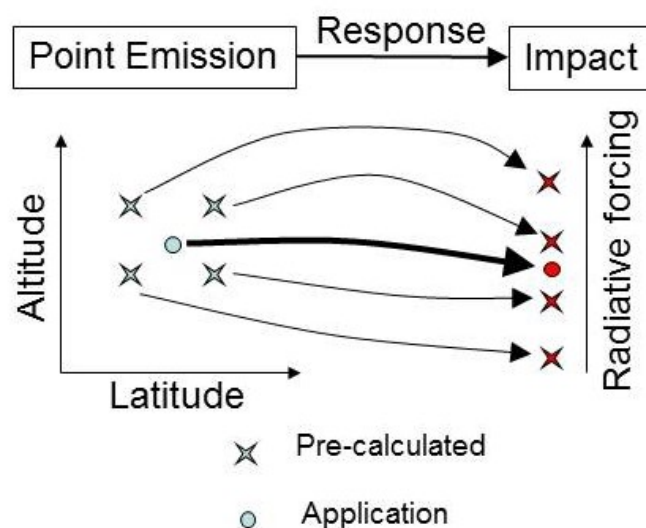 Response
Point Emission
Impact
Altitude
Radiative forcing
Latitude
Pre-calculated
Application